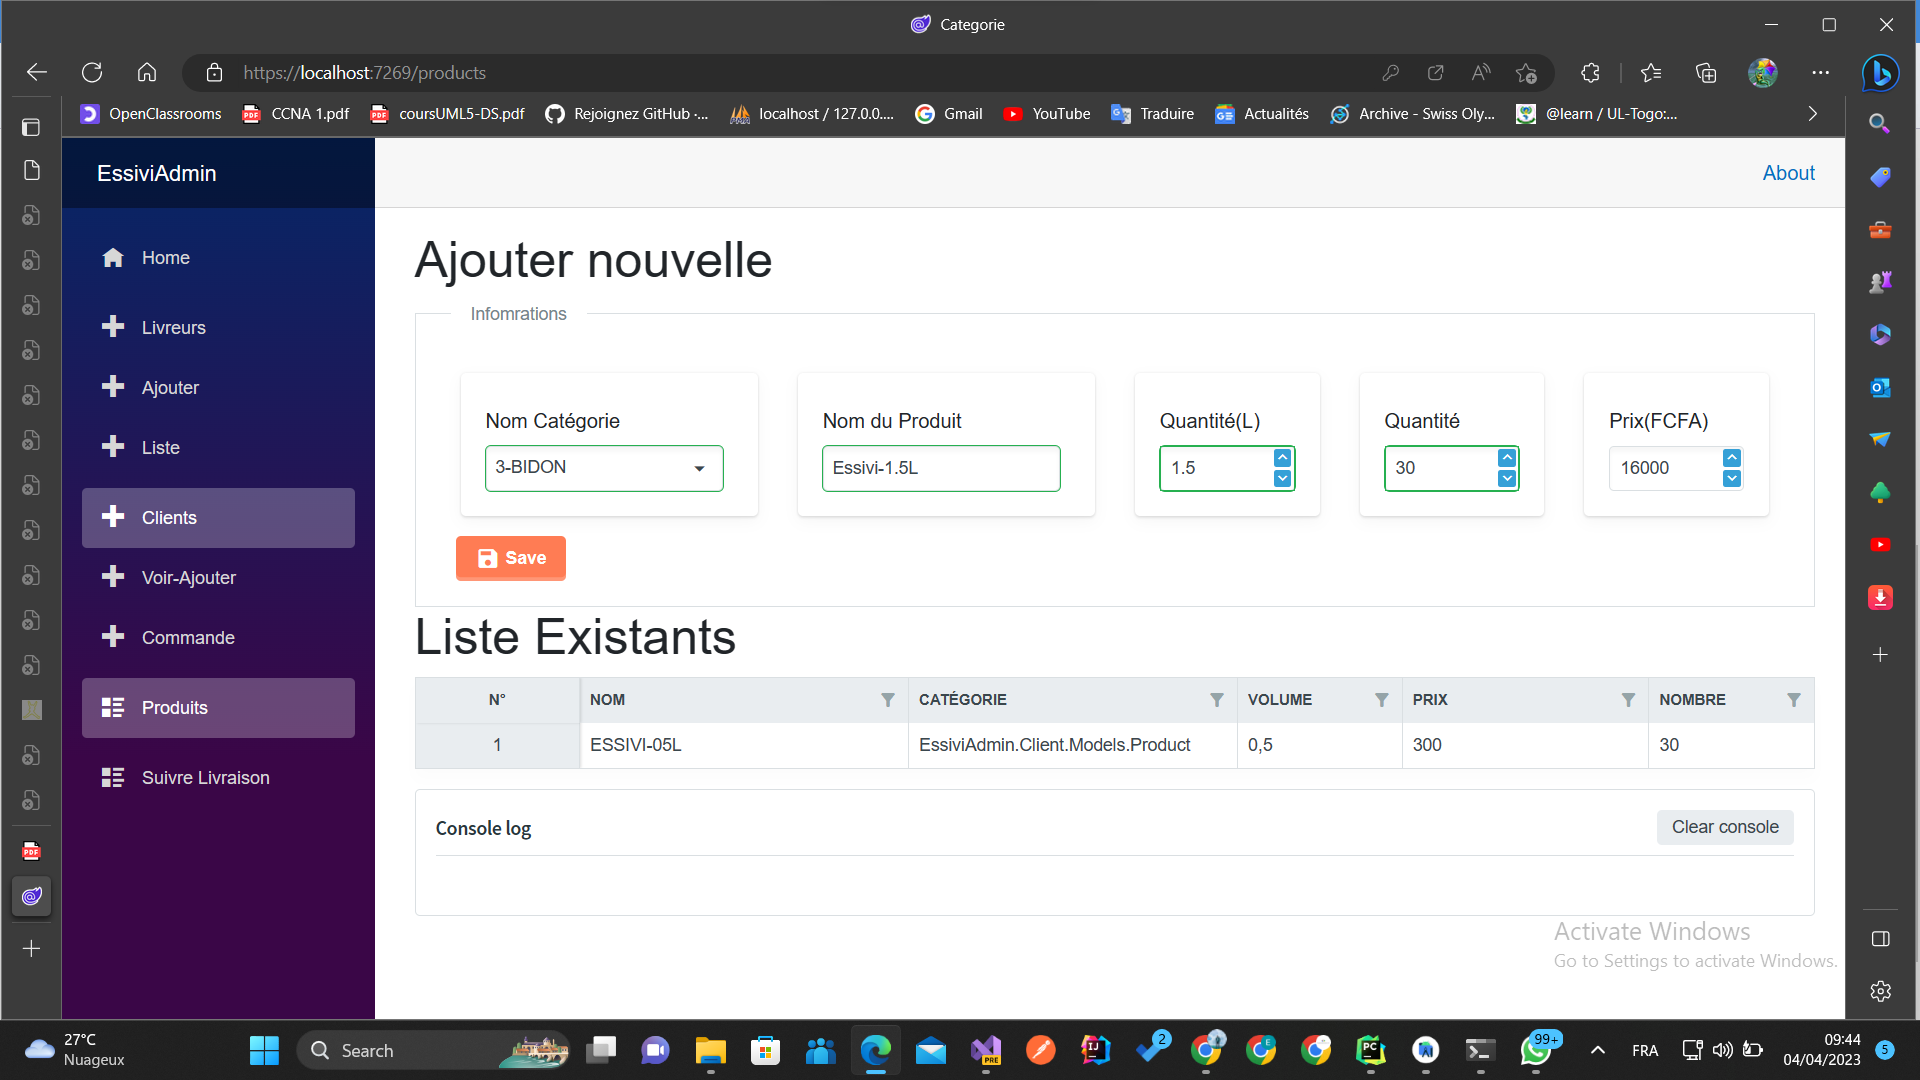 Categorie
https://localhost:7269/products
OpenClassrooms
CCNA 1.pdf
coursUML5-DS.pdf
Rejoignez GitHub ·...
localhost / 127.0.0....
Gmail
YouTube
Traduire
Actualités
Archive - Swiss Oly...
@learn / UL-Togo:...
EssiviAdmin
About
Home
Livreurs
Ajouter
Liste
Clients
Voir-Ajouter
Commande
Produits
Suivre Livraison
Ajouter nouvelle
Infomrations
Nom Catégorie
Nom du Produit
Quantité(L)
Quantité
Prix(FCFA)
3-BIDON
Essivi-1.5L
1.5
30
16000
Save
Liste Existants
N° NOM CATÉGORIE VOLUME PRIX NOMBRE
1 ESSIVI-05L EssiviAdmin.Client.Models.Product 0,5 300 30
Console log
Clear console
Activate Windows
Go to Settings to activate Windows.
27°C
Nuageux
Search
PRE
2
99+
FRA
09:44
04/04/2023
5